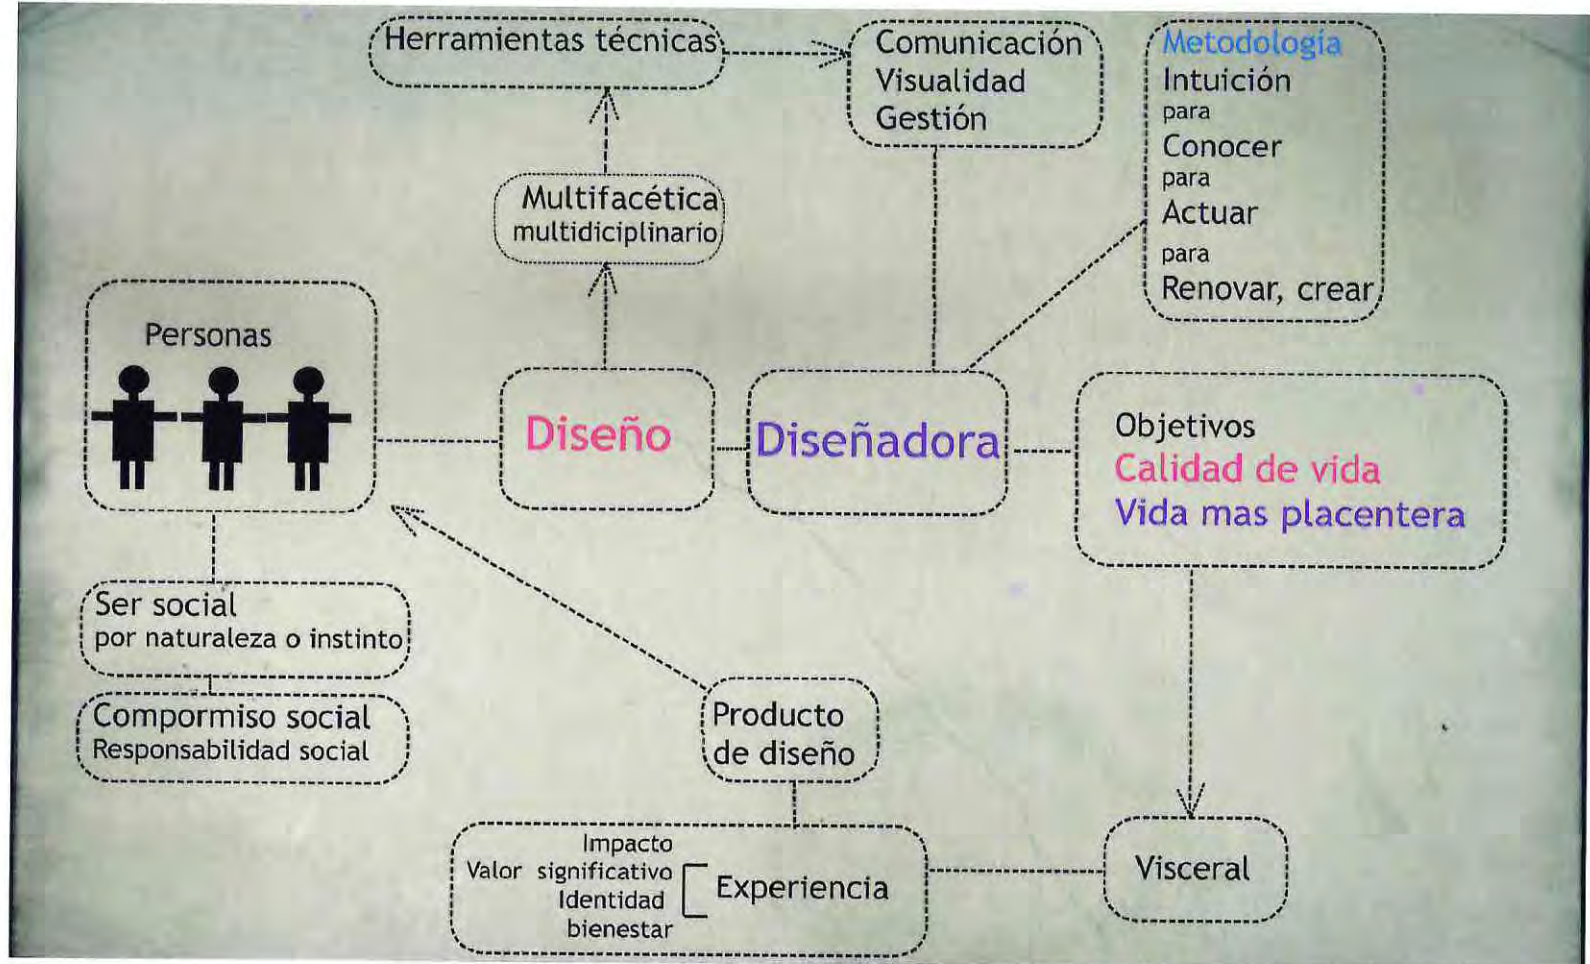 Herramientas técnicas
Comunicación
Visualidad
Gestión
Metodología
Intuición
para
Conocer
para
Actuar
para
Renovar, crear
Multifacética
multidiciplinario
Personas
Diseño
Diseñadora
Objetivos
Calidad de vida
Vida mas placentera
Ser social
por naturaleza o instinto
Compormiso social
Responsabilidad social
Producto
de diseño
Impacto
Valor significativo
Identidad
bienestar
Experiencia
Visceral